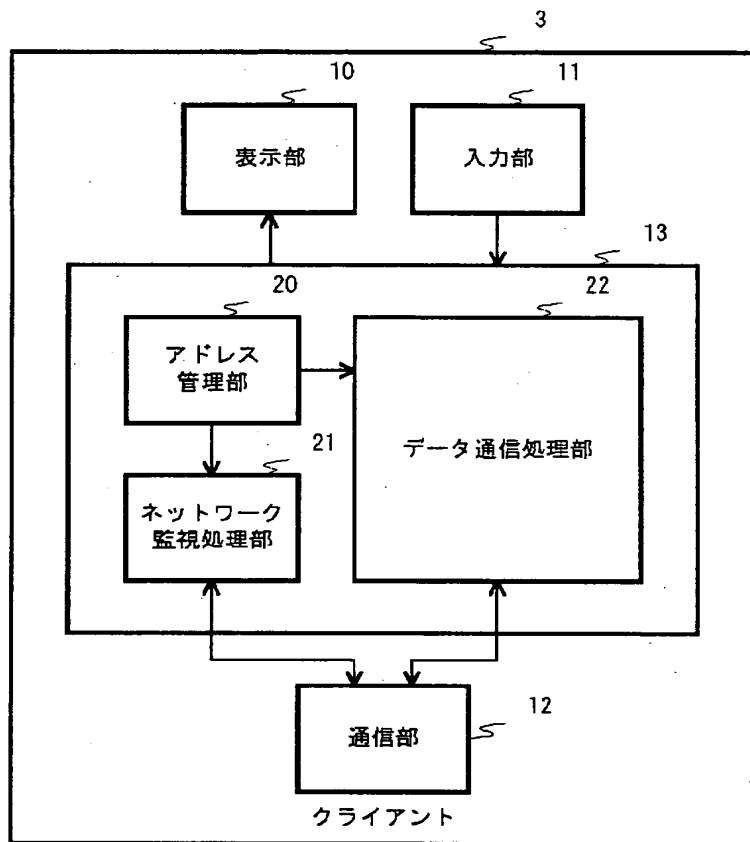 3
10
11
表示部
入力部
13
20
22
アドレス
管理部
データ通信処理部
21
ネットワーク
監視処理部
12
通信部
クライアント